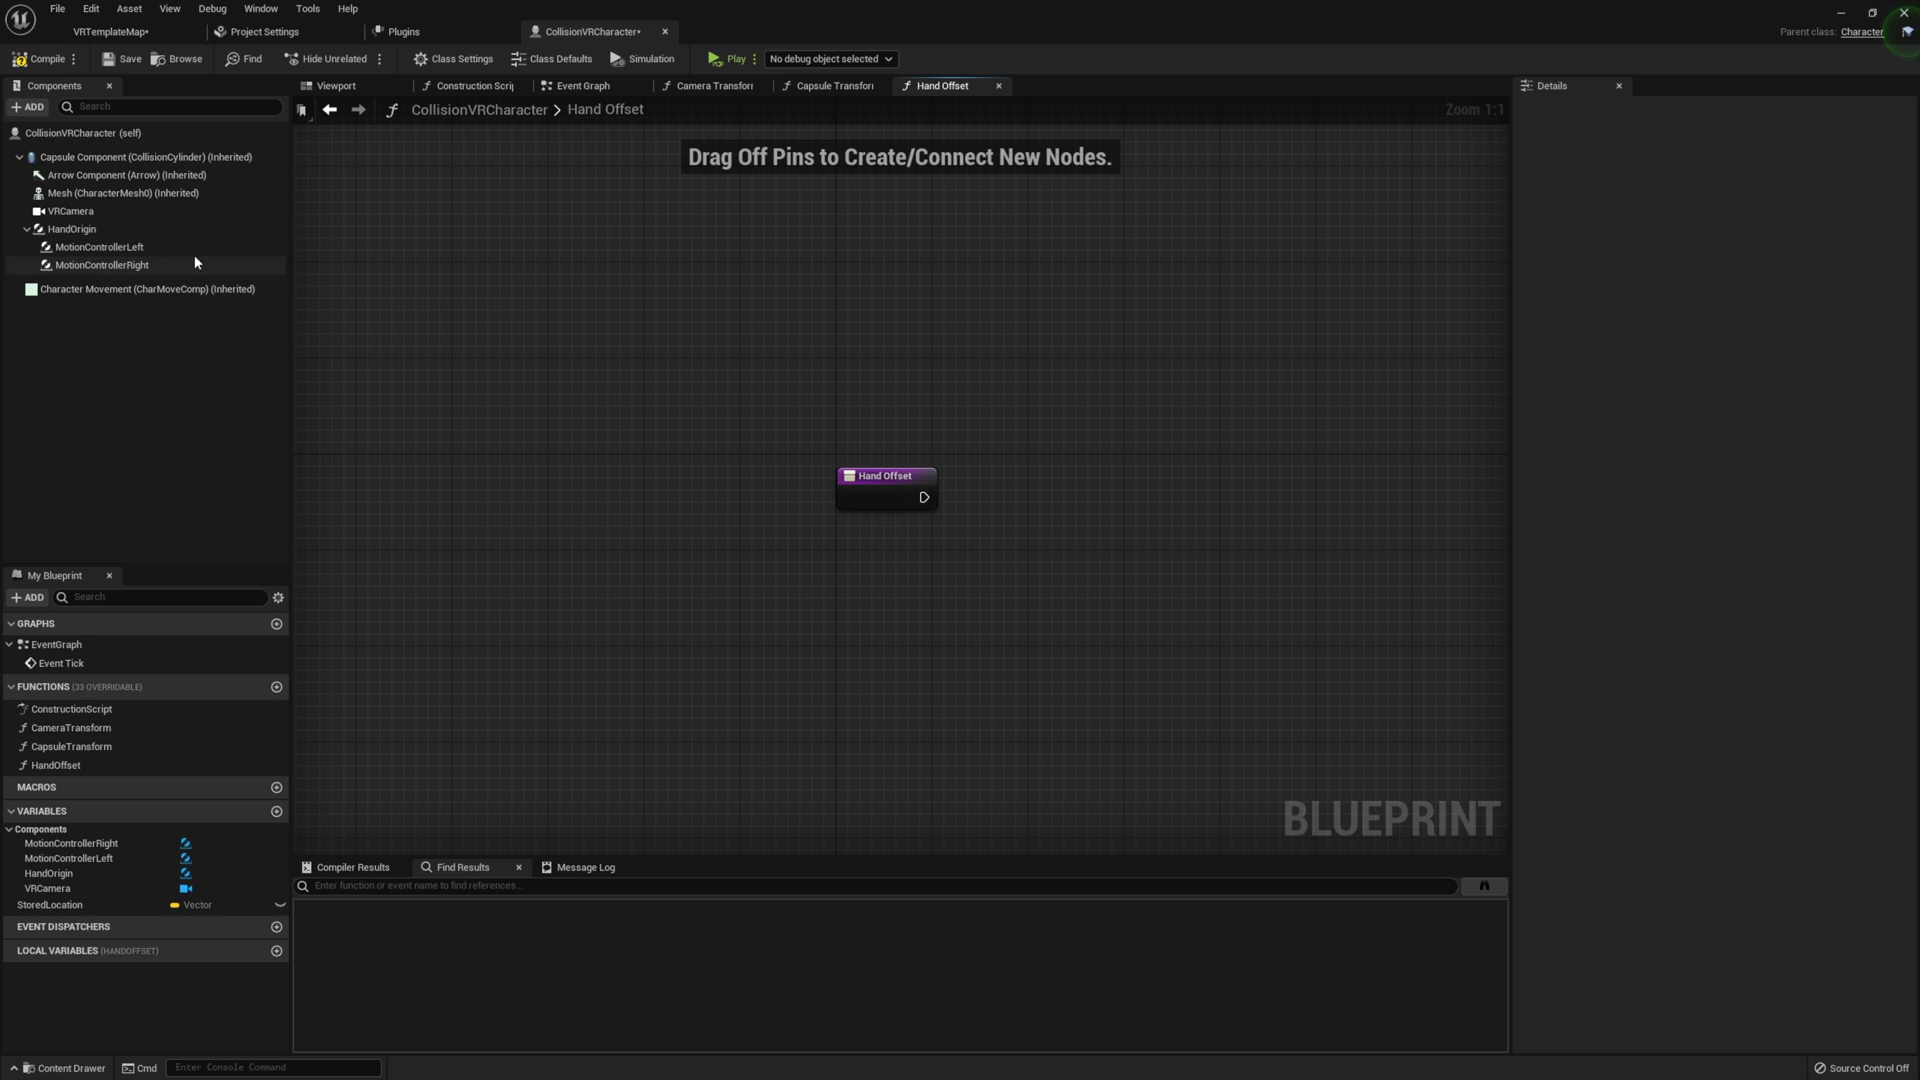 File Edit Asset View Debug Window Tools Help
VRTemplateMap* Project Settings Plugins CollisionVRCharacter* Parent class: Character
Compile Save Browse Find Hide Unrelated Class Settings Class Defaults Simulation Play No debug object selected
Components Viewport Construction Scrip Event Graph Camera Transforn Capsule Transforn Hand Offset Details
+ ADD Search CollisionVRCharacter > Hand Offset Zoom 1:1
CollisionVRCharacter (self)
Drag Off Pins to Create/Connect New Nodes.
Capsule Component (CollisionCylinder) (Inherited)
Arrow Component (Arrow) (Inherited)
Mesh (CharacterMesh0) (Inherited)
VRCamera
HandOrigin
MotionControllerLeft
MotionControllerRight
Character Movement (CharMoveComp) (Inherited)
Hand Offset
My Blueprint
+ ADD Search
GRAPHS
EventGraph
Event Tick
FUNCTIONS (33 OVERRIDABLE)
ConstructionScript
CameraTransform
CapsuleTransform
HandOffset
MACROS
VARIABLES
Components
MotionControllerRight
MotionControllerLeft
HandOrigin
VRCamera
StoredLocation Vector
EVENT DISPATCHERS
LOCAL VARIABLES (HANDOFFSET)
BLUEPRINT
Compiler Results Find Results Message Log
Enter function or event name to find references...
Content Drawer Cmd Enter Console Command Source Control Off